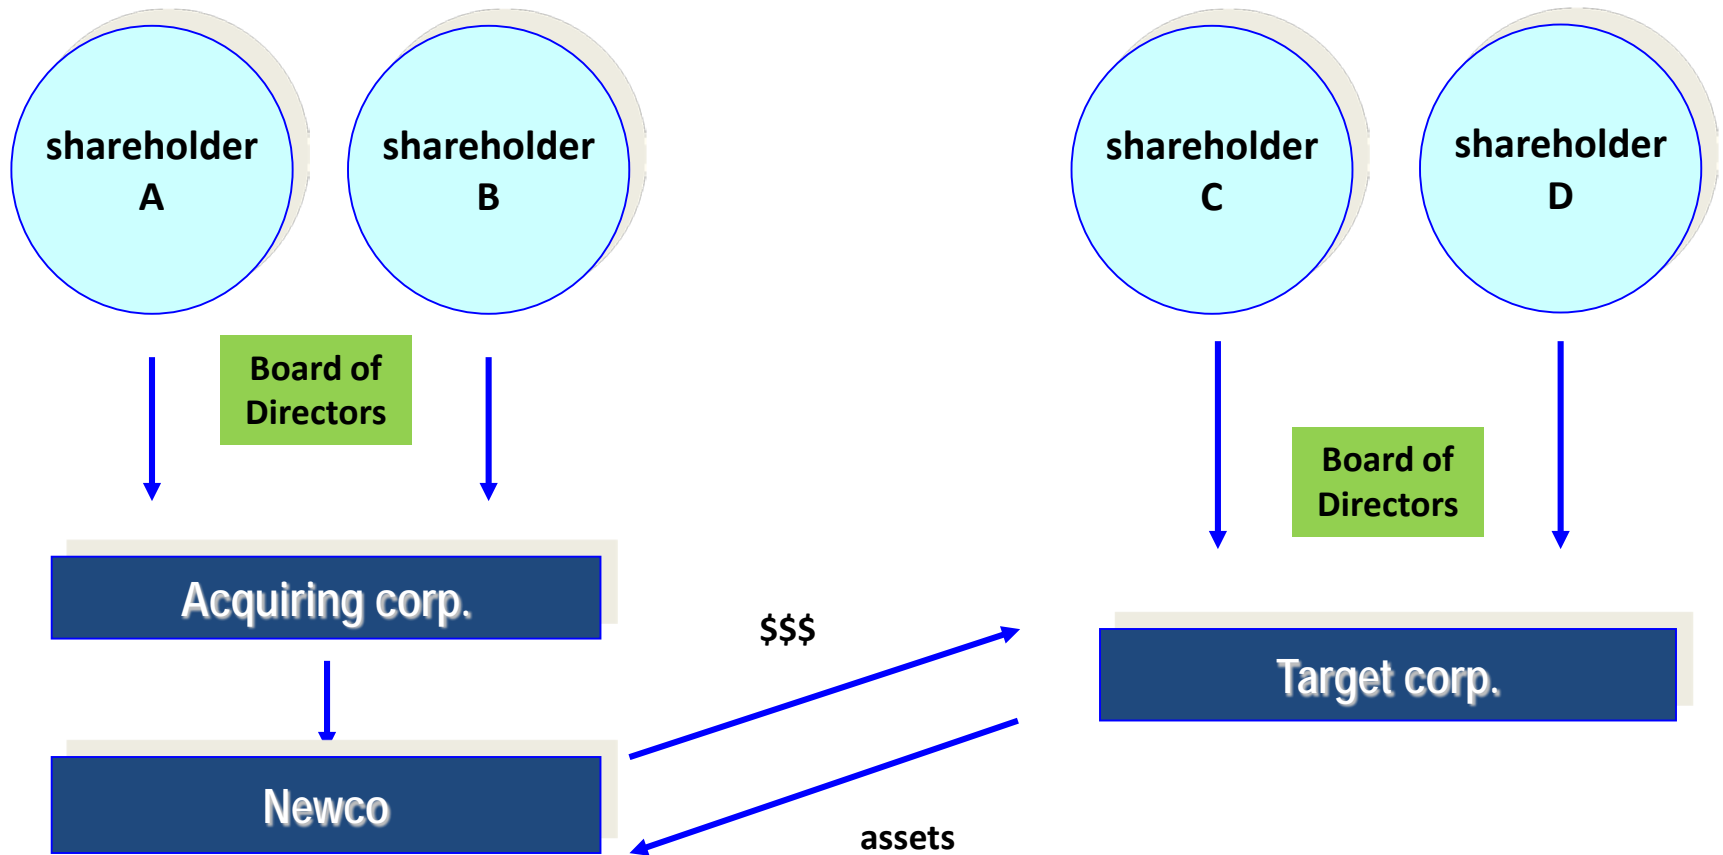 shareholder
A
shareholder
B
shareholder
C
shareholder
D
Board of
Directors
Board of
Directors
Acquiring corp.
$$$
Target corp.
Newco
assets